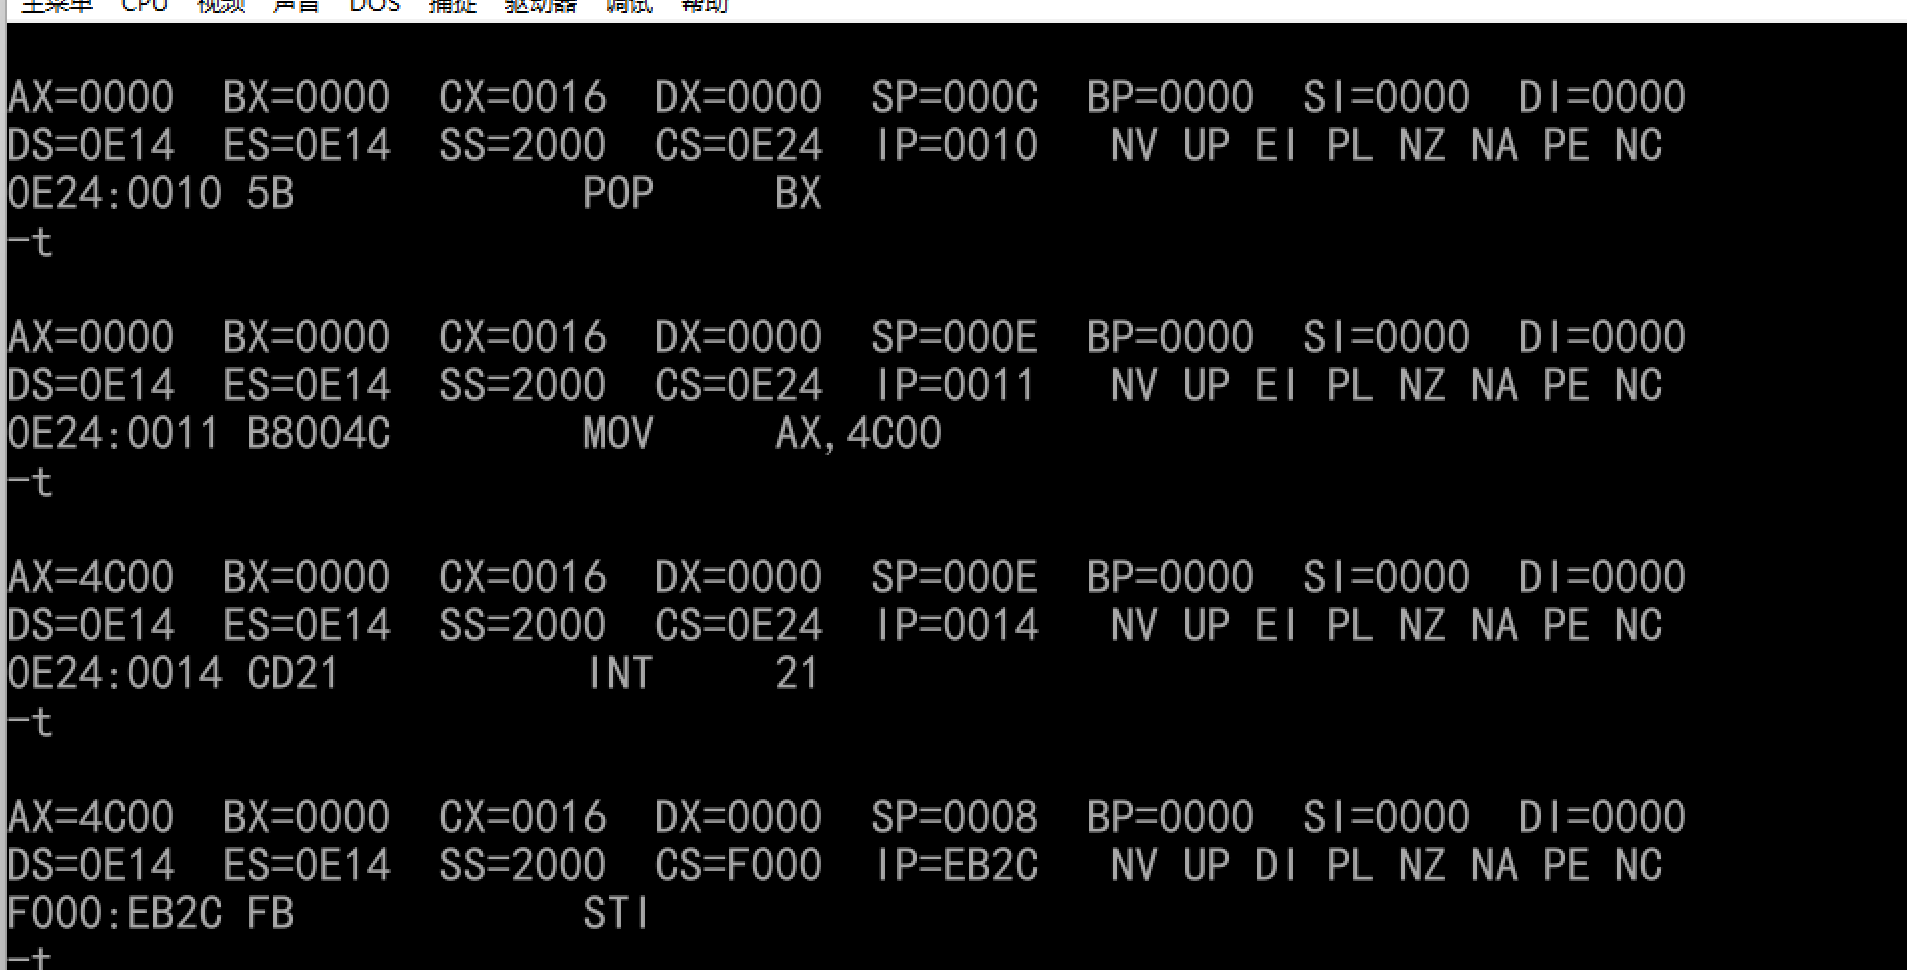 主菜单 CPU 视频 声音 DOS 捕捉 驱动器 调试 帮助
AX=0000 BX=0000 CX=0016 DX=0000 SP=000C BP=0000 SI=0000 DI=0000
DS=0E14 ES=0E14 SS=2000 CS=0E24 IP=0010 NV UP EI PL NZ NA PE NC
0E24:0010 5B POP BX
-t
AX=0000 BX=0000 CX=0016 DX=0000 SP=000E BP=0000 SI=0000 DI=0000
DS=0E14 ES=0E14 SS=2000 CS=0E24 IP=0011 NV UP EI PL NZ NA PE NC
0E24:0011 B8004C MOV AX,4C00
-t
AX=4C00 BX=0000 CX=0016 DX=0000 SP=000E BP=0000 SI=0000 DI=0000
DS=0E14 ES=0E14 SS=2000 CS=0E24 IP=0014 NV UP EI PL NZ NA PE NC
0E24:0014 CD21 INT 21
-t
AX=4C00 BX=0000 CX=0016 DX=0000 SP=0008 BP=0000 SI=0000 DI=0000
DS=0E14 ES=0E14 SS=2000 CS=F000 IP=EB2C NV UP DI PL NZ NA PE NC
F000:EB2C FB STI
-t